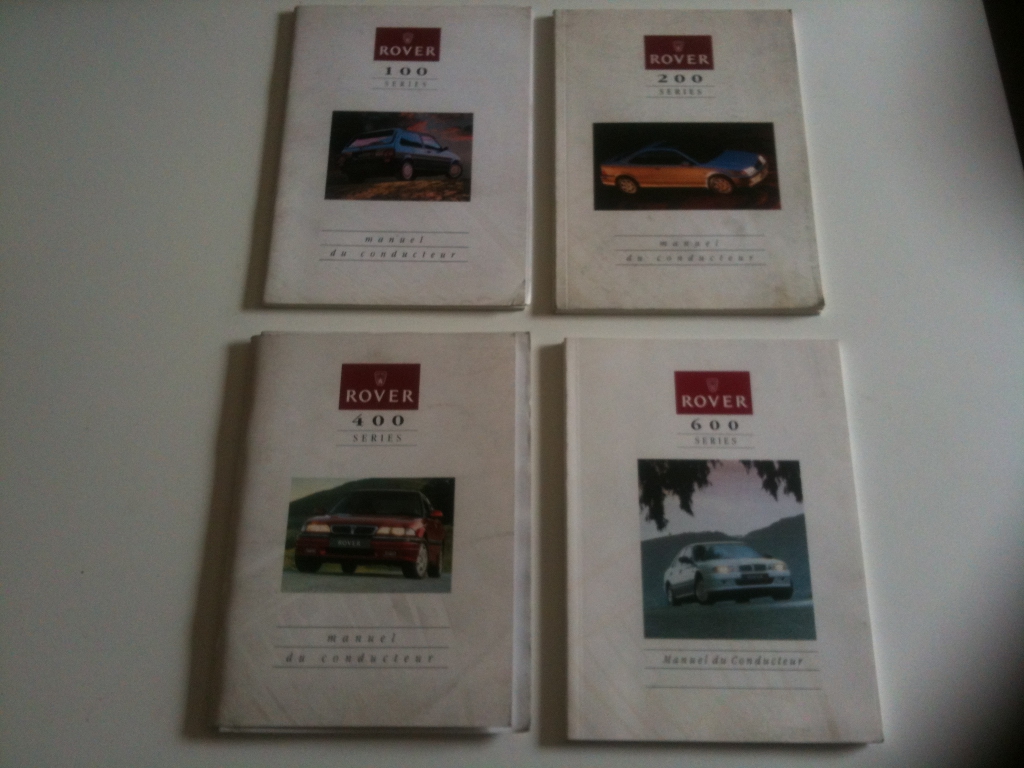 ROVER
100
SERIES
manuel
du conducteur
ROVER
200
SERIES
manuel
du conducteur
ROVER
400
SERIES
ROVER
manuel
du conducteur
ROVER
600
SERIES
Manuel du Conducteur